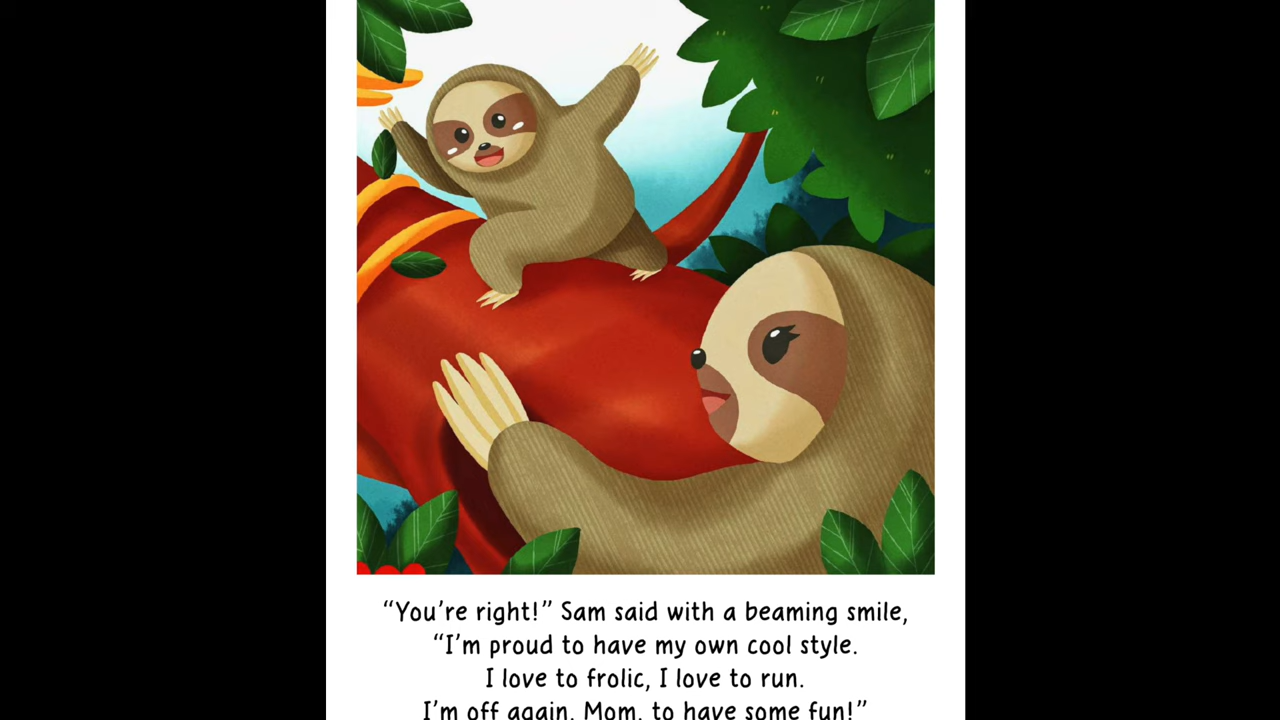 “You’re right!” Sam said with a beaming smile,
“I’m proud to have my own cool style.
I love to frolic, I love to run.
I’m off again, Mom, to have some fun!”